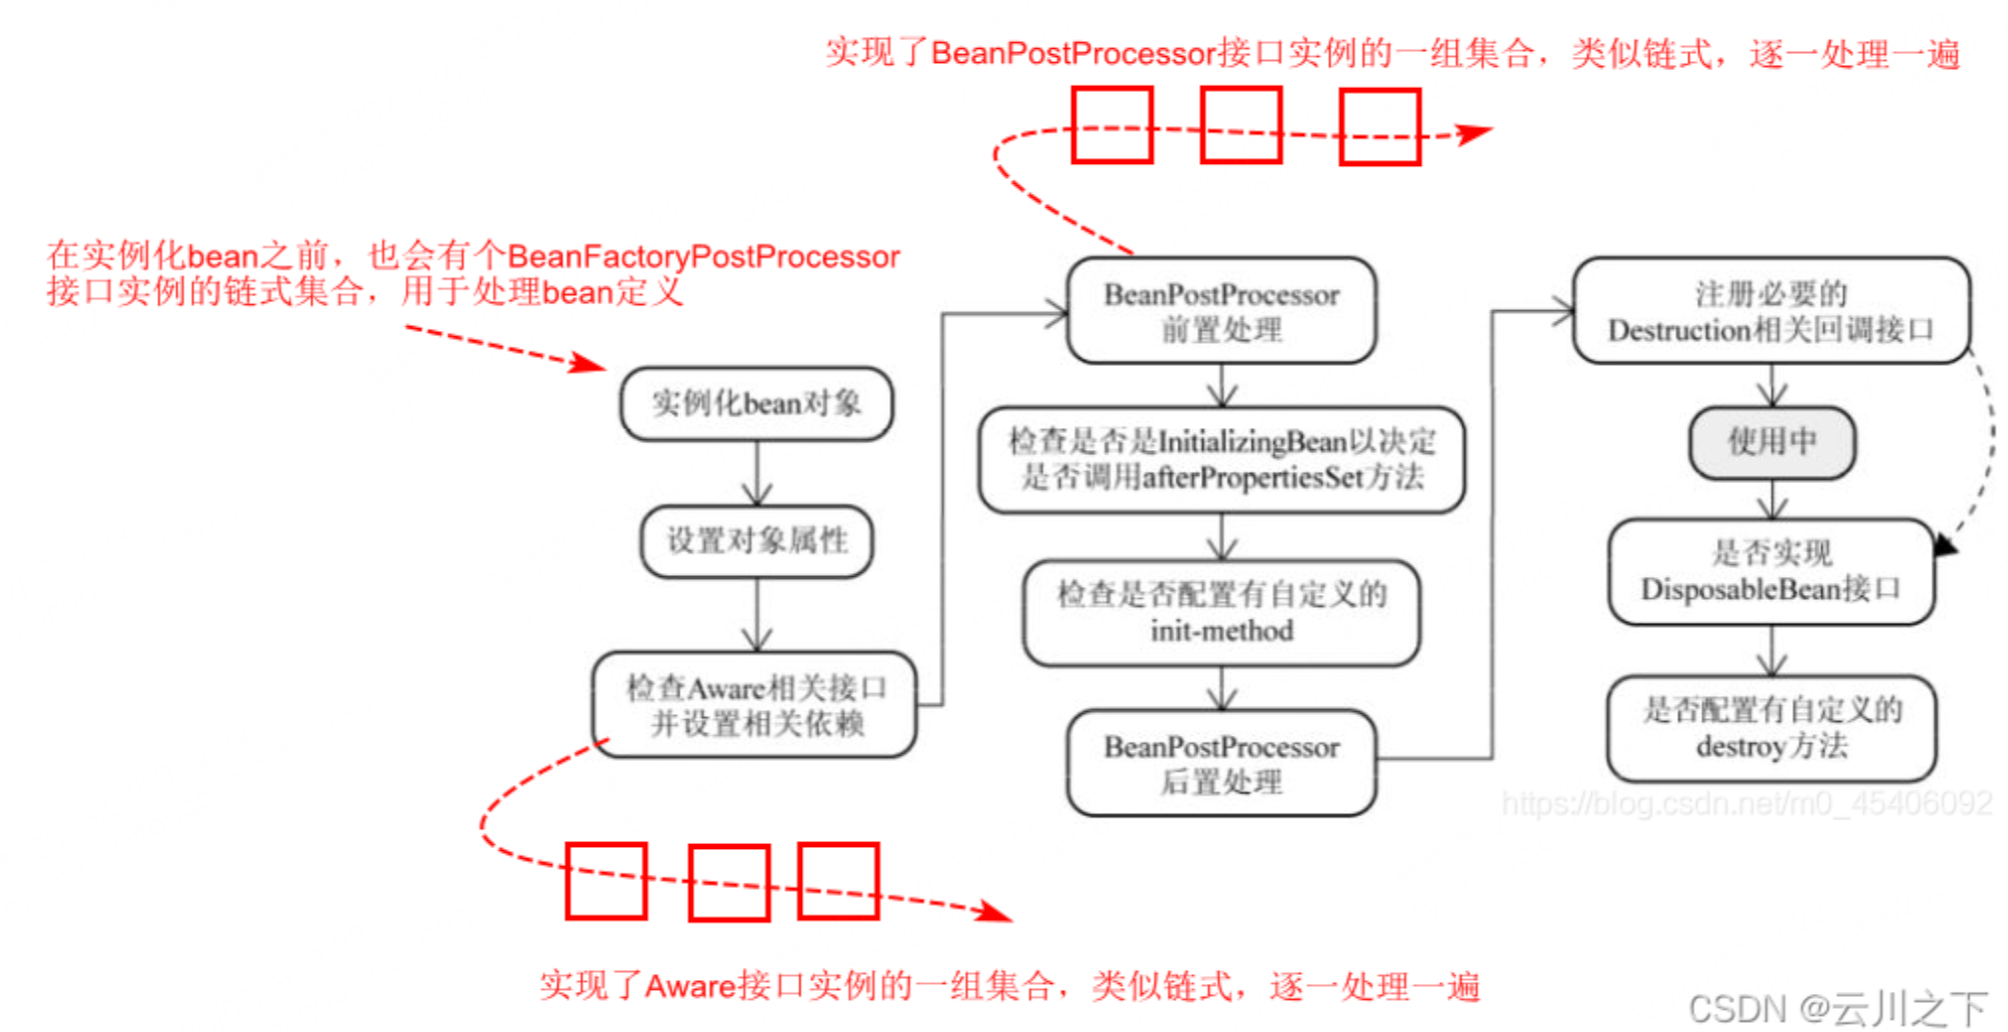 实现了BeanPostProcessor接口实例的一组集合，类似链式，逐一处理一遍
在实例化bean之前，也会有个BeanFactoryPostProcessor
接口实例的链式集合，用于处理bean定义
实例化bean对象
设置对象属性
检查Aware相关接口
并设置相关依赖
BeanPostProcessor
前置处理
检查是否是InitializingBean以决定
是否调用afterPropertiesSet方法
检查是否配置有自定义的
init-method
BeanPostProcessor
后置处理
注册必要的
Destruction相关回调接口
使用中
是否实现
DisposableBean接口
是否配置有自定义的
destroy方法
https://blog.csdn.net/m0_45406092
实现了Aware接口实例的一组集合，类似链式，逐一处理一遍
CSDN @云川之下